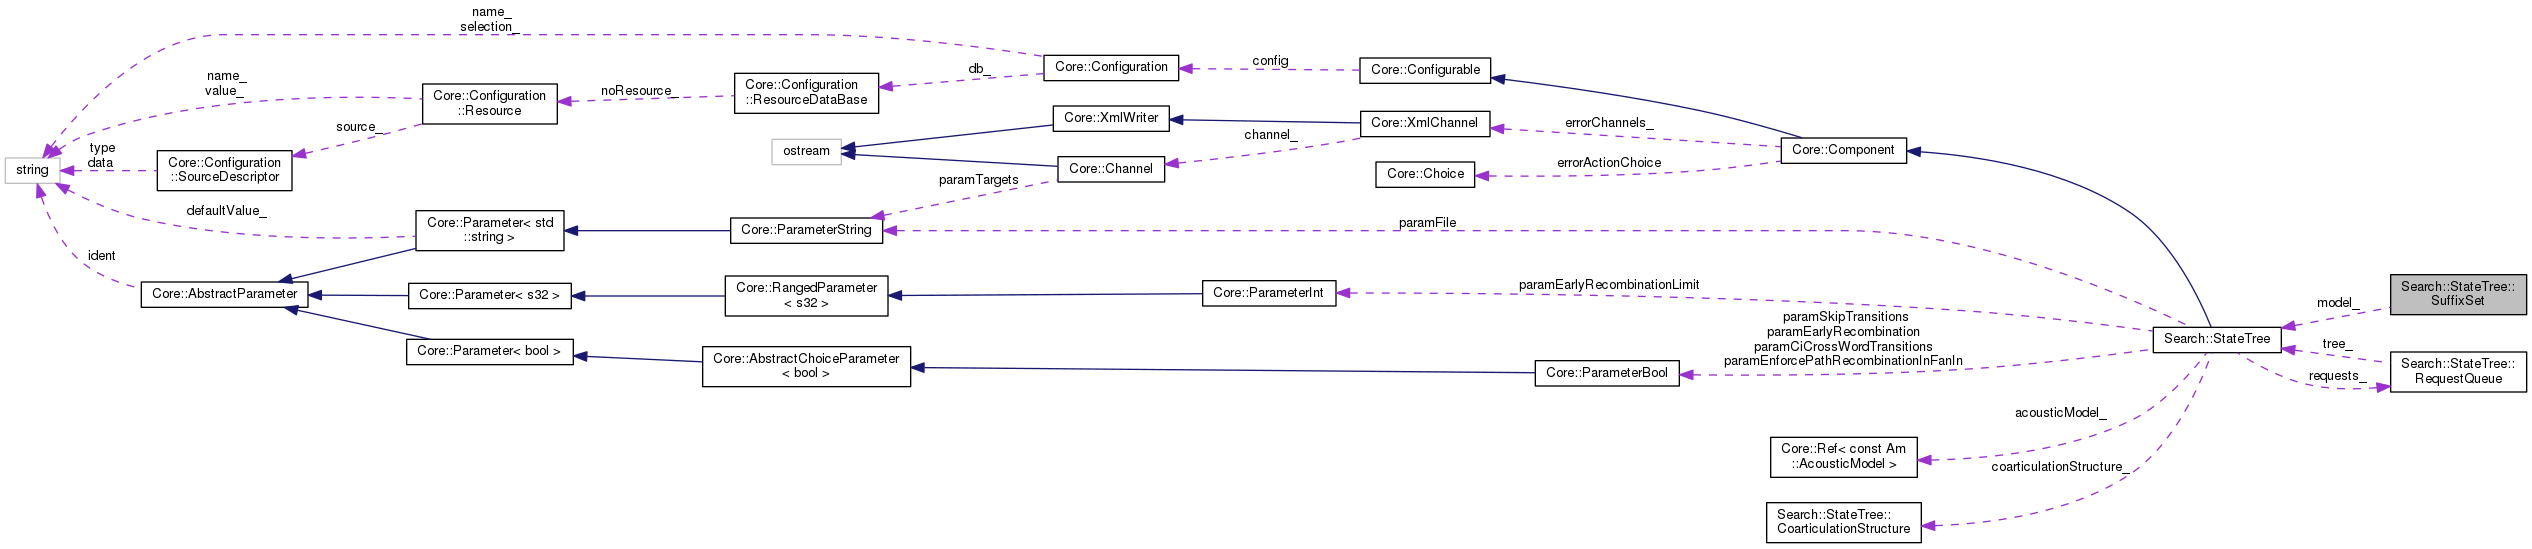 name_
selection_
Core::Configuration
config
Core::Configurable
db_
name_
value_
Core::Configuration
::Resource
noResource_
Core::Configuration
::ResourceDataBase
source_
type
data
string
Core::Configuration
::SourceDescriptor
ostream
Core::XmlWriter
Core::XmlChannel
channel_
Core::Channel
errorChannels_
errorActionChoice
Core::Choice
Core::Component
paramTargets
defaultValue_
Core::Parameter< std
::string >
Core::ParameterString
paramFile
ident
Core::AbstractParameter
Core::Parameter< s32 >
Core::RangedParameter
< s32 >
Core::ParameterInt
paramEarlyRecombinationLimit
Core::Parameter< bool >
Core::AbstractChoiceParameter
< bool >
Core::ParameterBool
paramSkipTransitions
paramEarlyRecombination
paramCiCrossWordTransitions
paramEnforcePathRecombinationInFanIn
Search::StateTree
model_
Search::StateTree::
SuffixSet
tree_
requests_
Search::StateTree::
RequestQueue
acousticModel_
Core::Ref< const Am
::AcousticModel >
coarticulationStructure_
Search::StateTree::
CoarticulationStructure